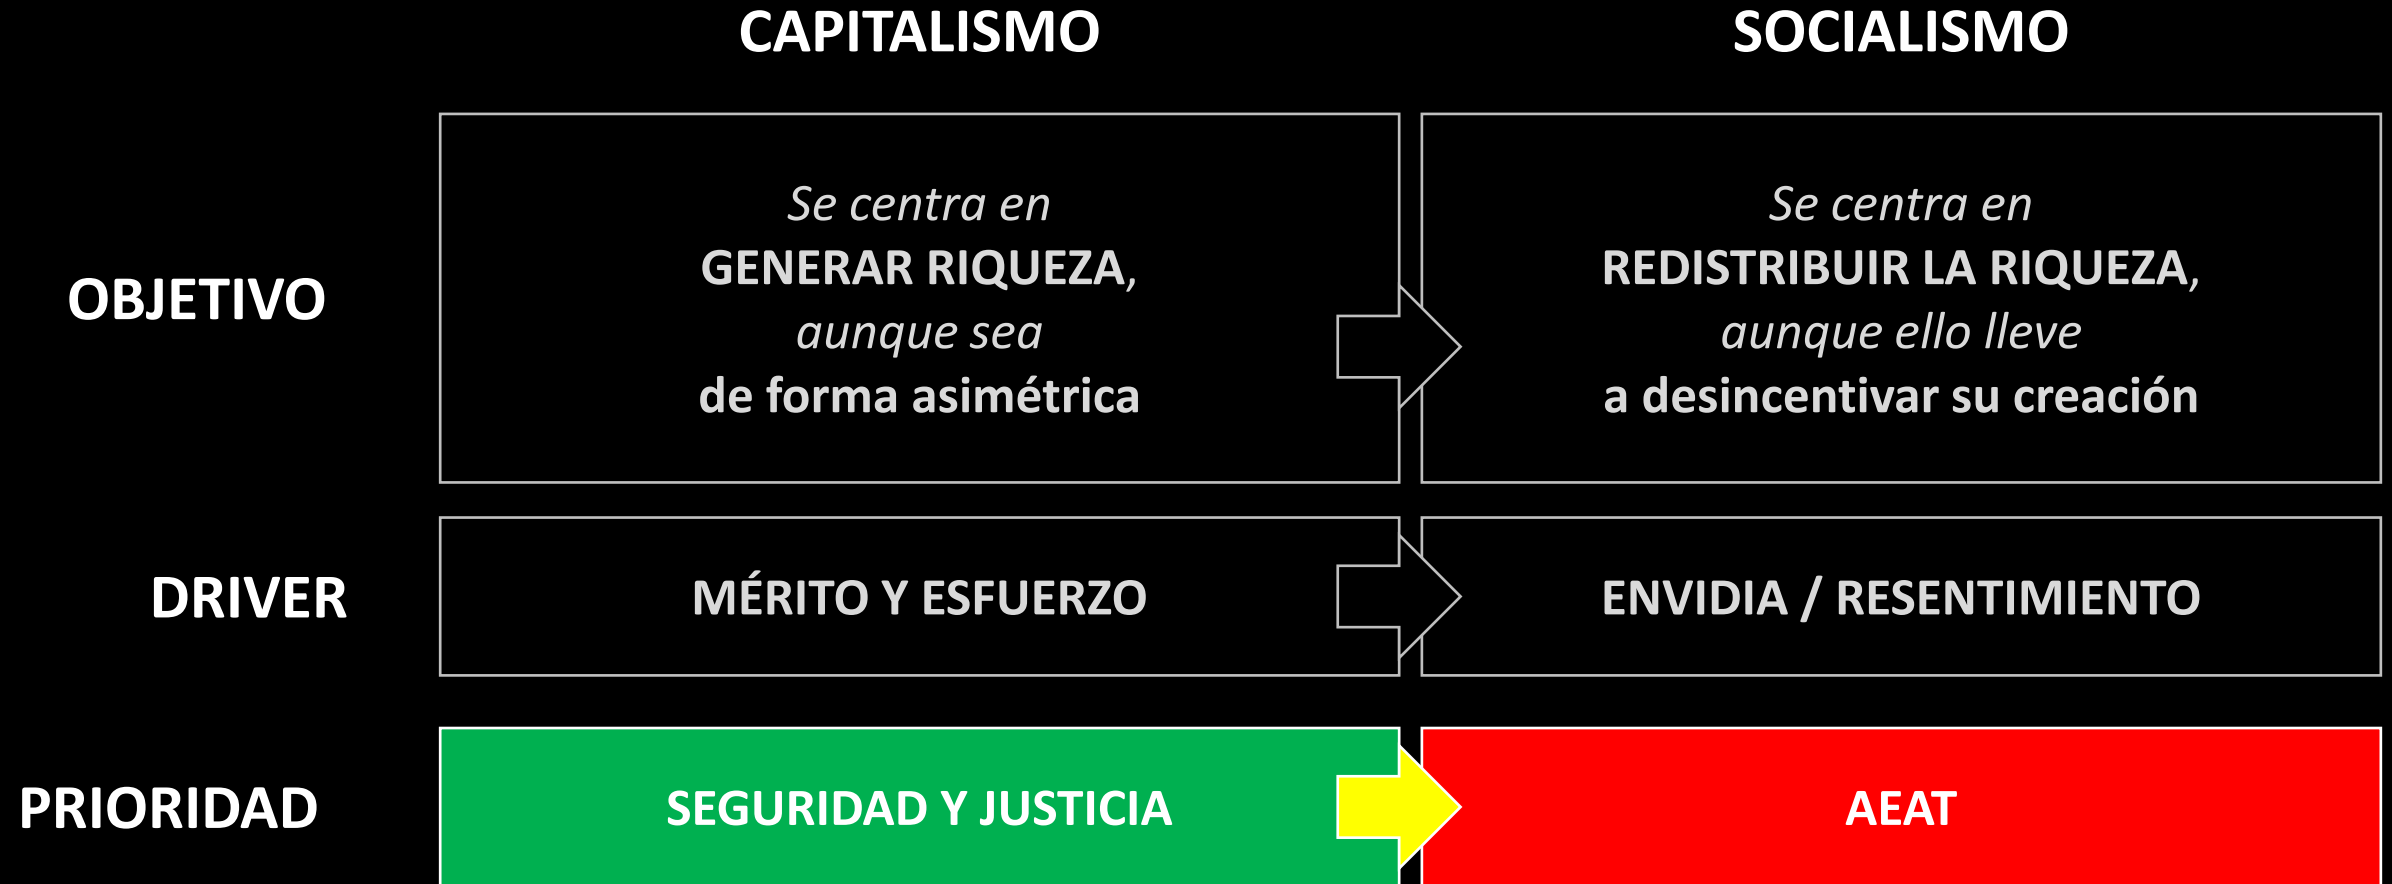 CAPITALISMO
SOCIALISMO
OBJETIVO
Se centra en
GENERAR RIQUEZA,
aunque sea
de forma asimétrica
Se centra en
REDISTRIBUIR LA RIQUEZA,
aunque ello lleve
a desincentivar su creación
DRIVER
MÉRITO Y ESFUERZO
ENVIDIA / RESENTIMIENTO
PRIORIDAD
SEGURIDAD Y JUSTICIA
AEAT